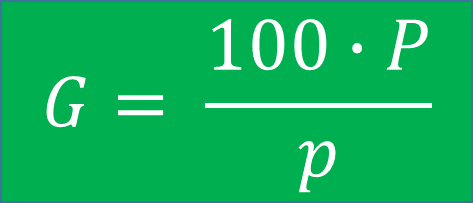 G = 100 · P / p